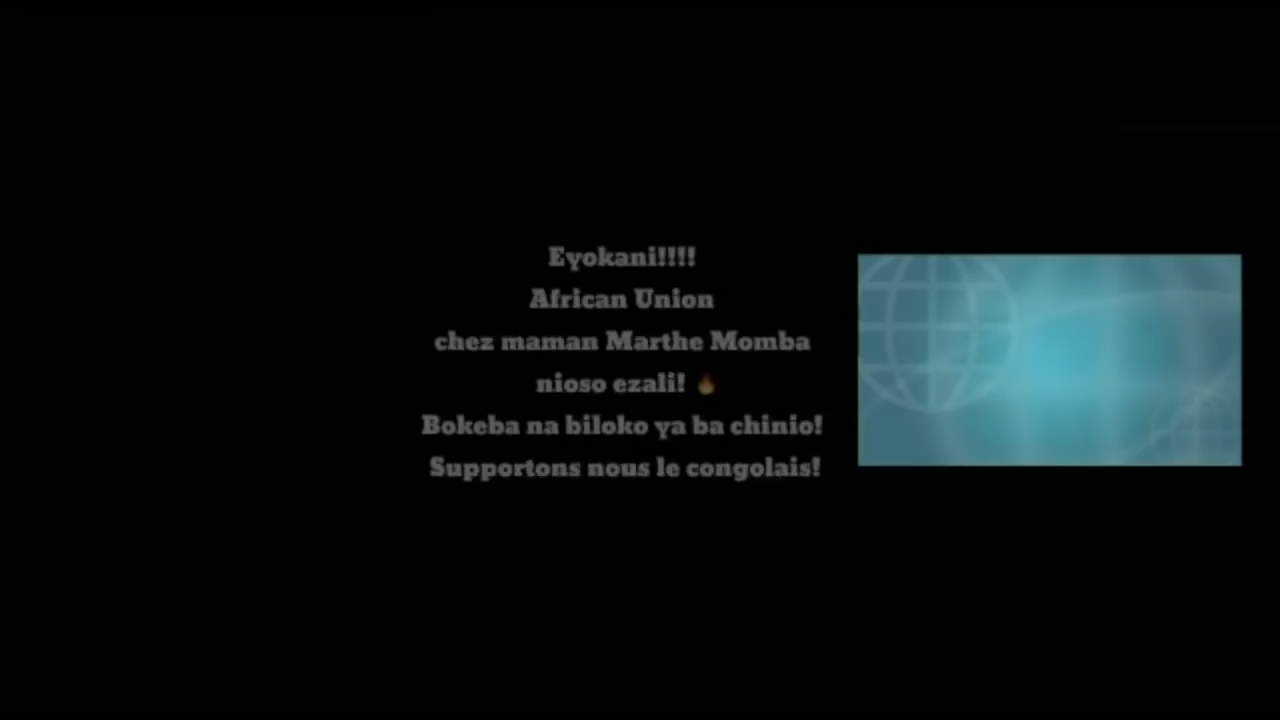 Eyokani!!!!
African Union
chez maman Marthe Momba
nioso ezali! 🔥
Bokeba na biloko ya ba chinio!
Supportons nous le congolais!